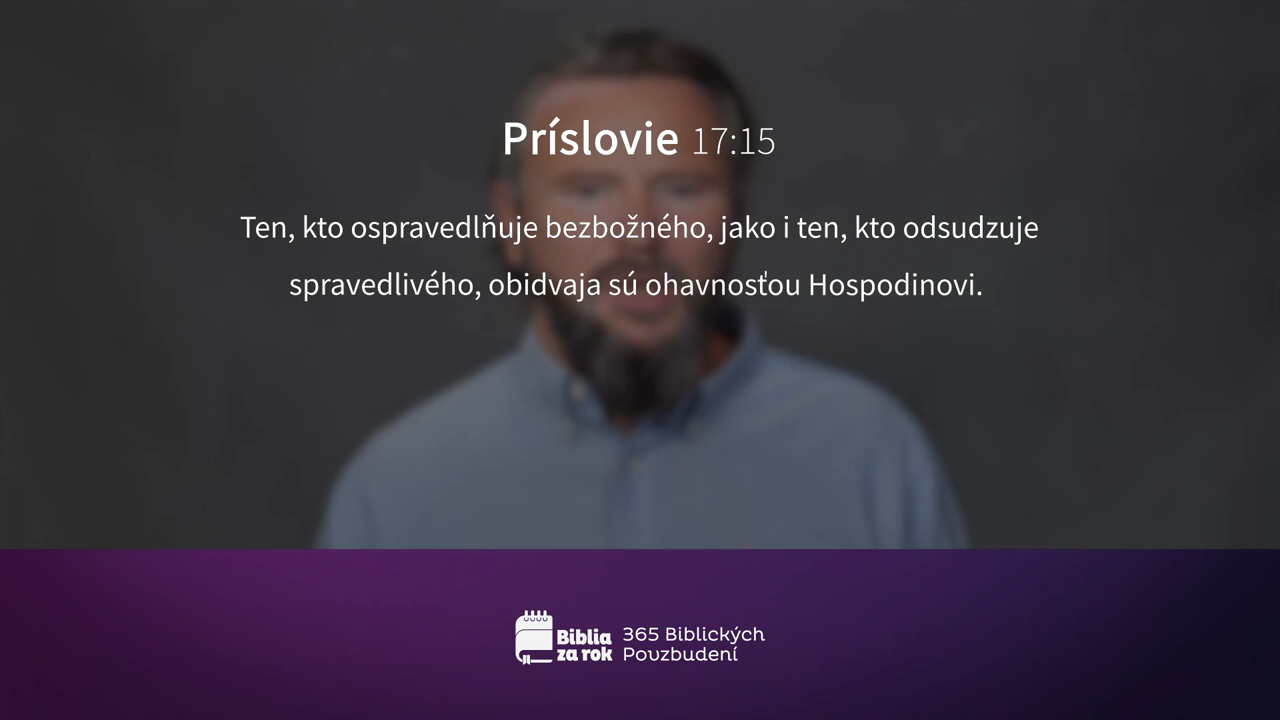 Príslovie 17:15
Ten, kto ospravedlňuje bezbožného, jako i ten, kto odsudzuje
spravedlivého, obidvaja sú ohavnosťou Hospodinovi.
Biblia
za rok
365 Biblických
Povzbudení